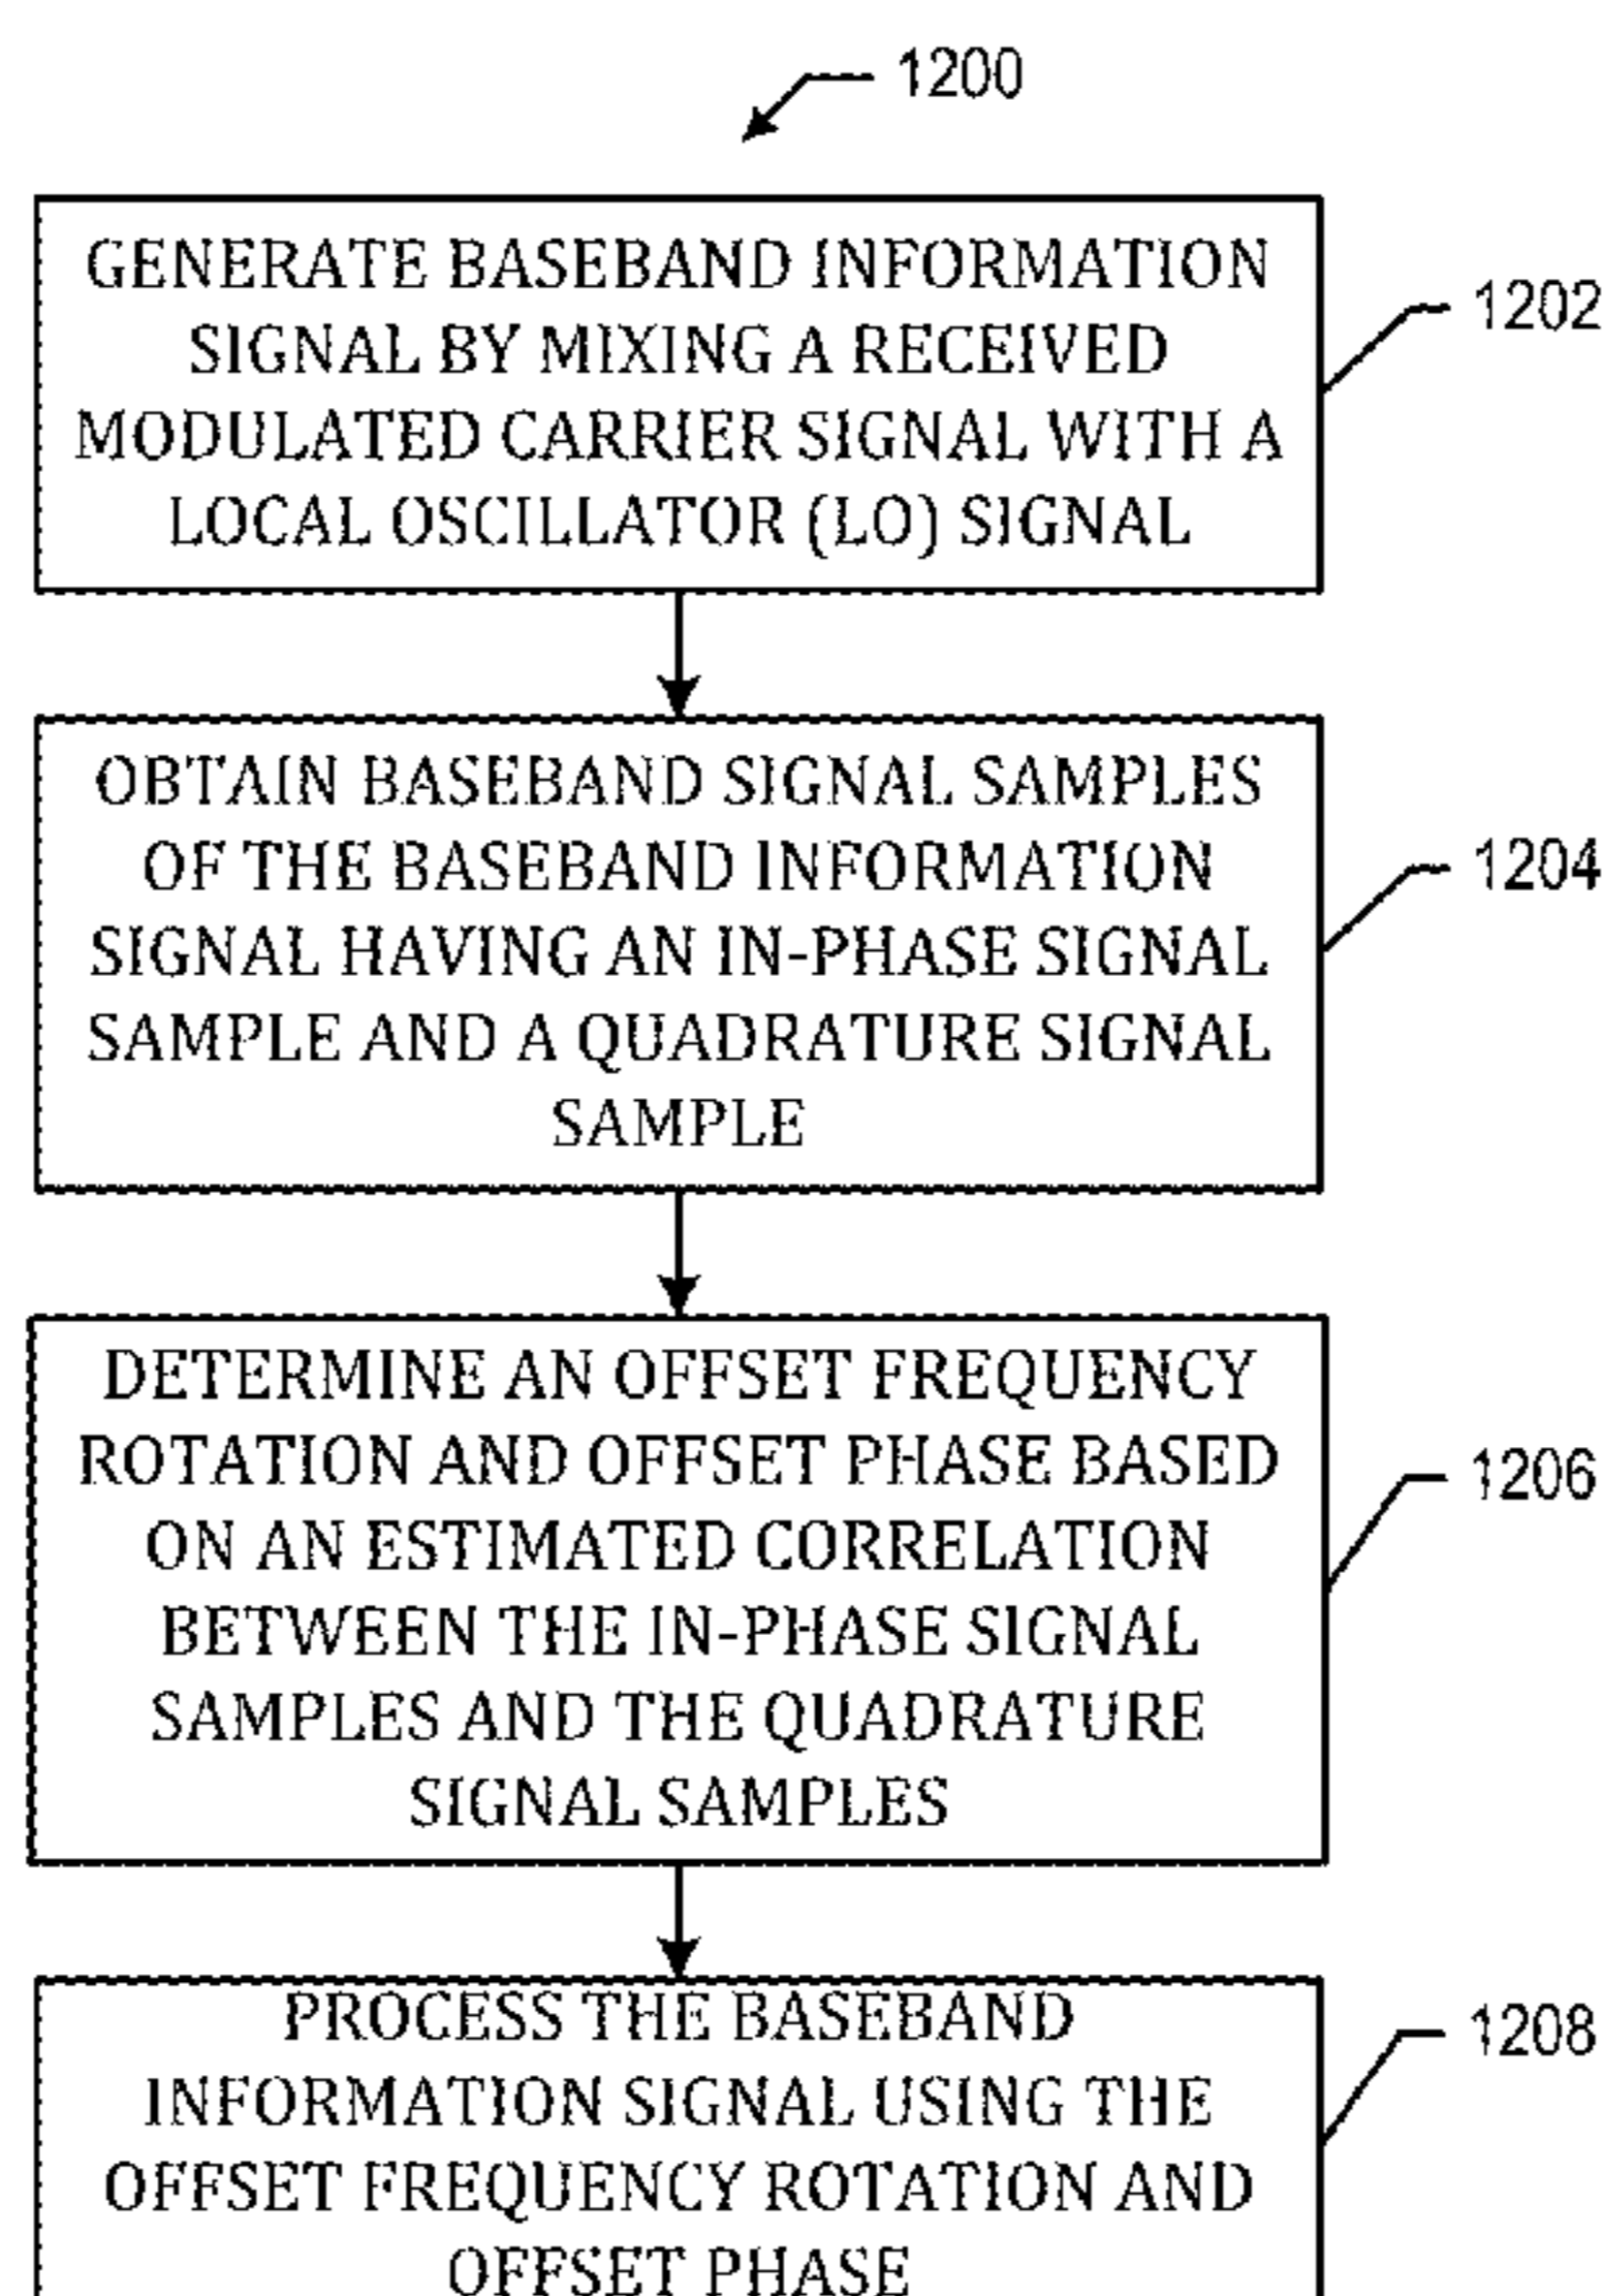 1200
GENERATE BASEBAND INFORMATION
SIGNAL BY MIXING A RECEIVED
MODULATED CARRIER SIGNAL WITH A
LOCAL OSCILLATOR (LO) SIGNAL
1202
OBTAIN BASEBAND SIGNAL SAMPLES
OF THE BASEBAND INFORMATION
SIGNAL HAVING AN IN-PHASE SIGNAL
SAMPLE AND A QUADRATURE SIGNAL
SAMPLE
1204
DETERMINE AN OFFSET FREQUENCY
ROTATION AND OFFSET PHASE BASED
ON AN ESTIMATED CORRELATION
BETWEEN THE IN-PHASE SIGNAL
SAMPLES AND THE QUADRATURE
SIGNAL SAMPLES
1206
PROCESS THE BASEBAND
INFORMATION SIGNAL USING THE
OFFSET FREQUENCY ROTATION AND
OFFSET PHASE
1208